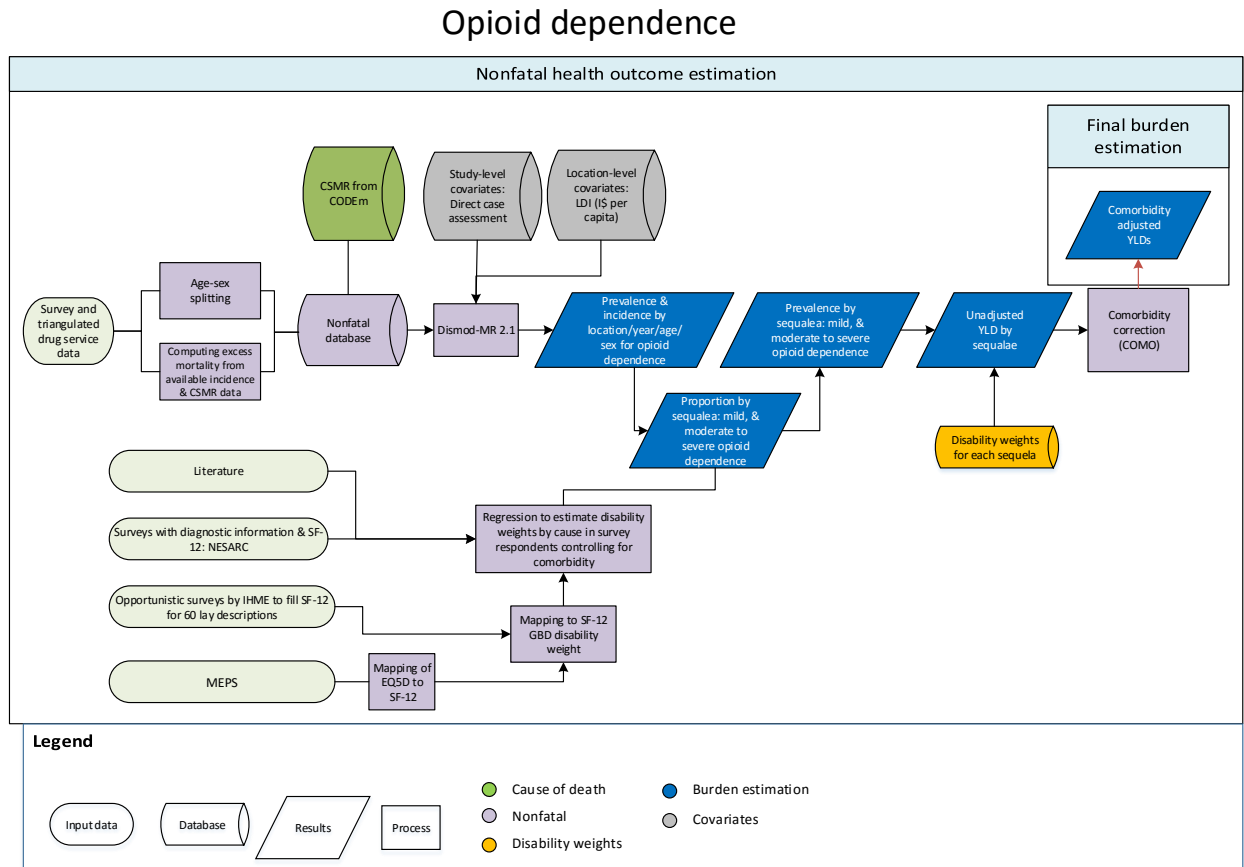 Opioid dependence
Nonfatal health outcome estimation
Final burden
estimation
CSMR from
CODEm
Study-level
covariates:
Direct case
assessment
Location-level
covariates:
LDI (I$ per
capita)
Comorbidity
adjusted
YLDs
Survey and
triangulated
drug service
data
Age-sex
splitting
Computing excess
mortality from
available incidence
& CSMR data
Nonfatal
database
Dismod-MR 2.1
Prevalence &
incidence by
location/year/age/
sex for opioid
dependence
Prevalence by
sequalea: mild, &
moderate to severe
opioid dependence
Unadjusted
YLD by
sequalae
Comorbidity
correction
(COMO)
Proportion by
sequalea: mild, &
moderate to
severe opioid
dependence
Disability weights
for each sequela
Literature
Surveys with diagnostic information & SF-
12: NESARC
Regression to estimate disability
weights by cause in survey
respondents controlling for
comorbidity
Opportunistic surveys by IHME to fill SF-12
for 60 lay descriptions
Mapping to SF-12
GBD disability
weight
MEPS
Mapping of
EQ5D to
SF-12
Legend
Input data
Database
Results
Process
Cause of death
Nonfatal
Disability weights
Burden estimation
Covariates